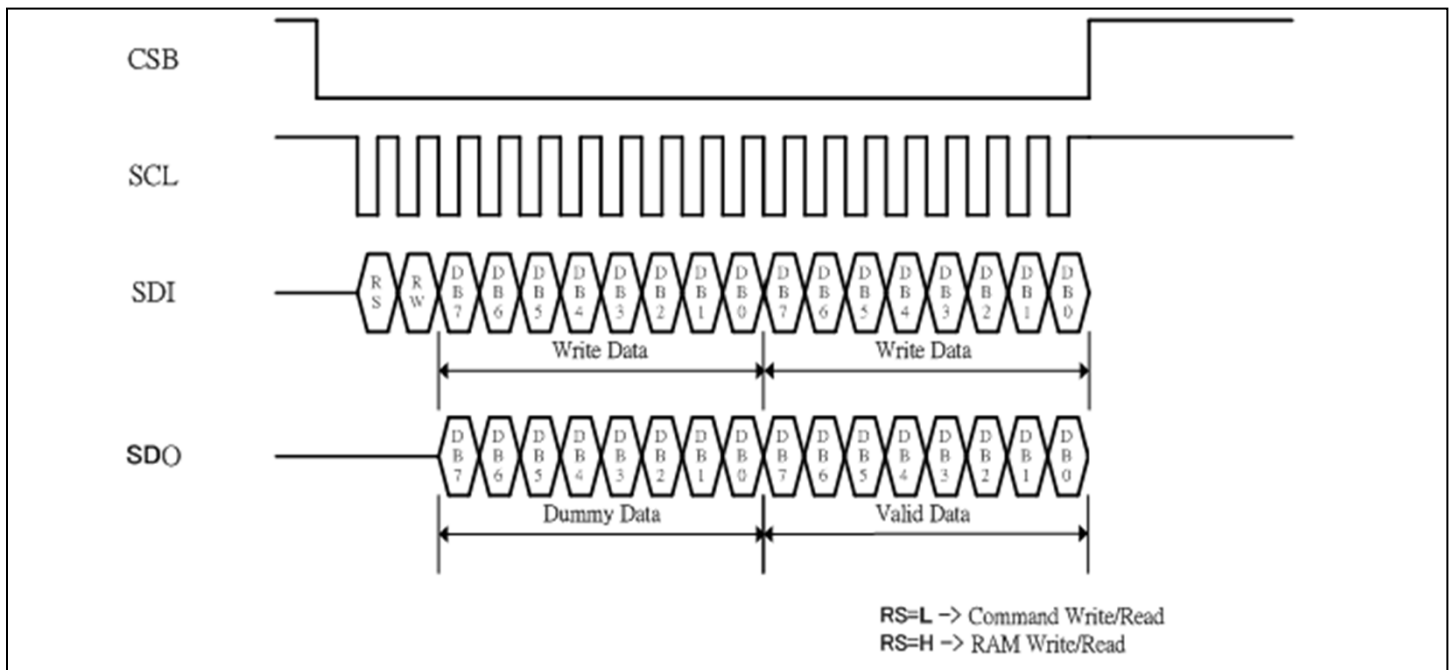 CSB
SCL
SDI
RS RW DB7 DB6 DB5 DB4 DB3 DB2 DB1 DB0 DB7 DB6 DB5 DB4 DB3 DB2 DB1 DB0
Write Data Write Data
SDO
DB7 DB6 DB5 DB4 DB3 DB2 DB1 DB0 DB7 DB6 DB5 DB4 DB3 DB2 DB1 DB0
Dummy Data Valid Data
RS=L -> Command Write/Read
RS=H -> RAM Write/Read